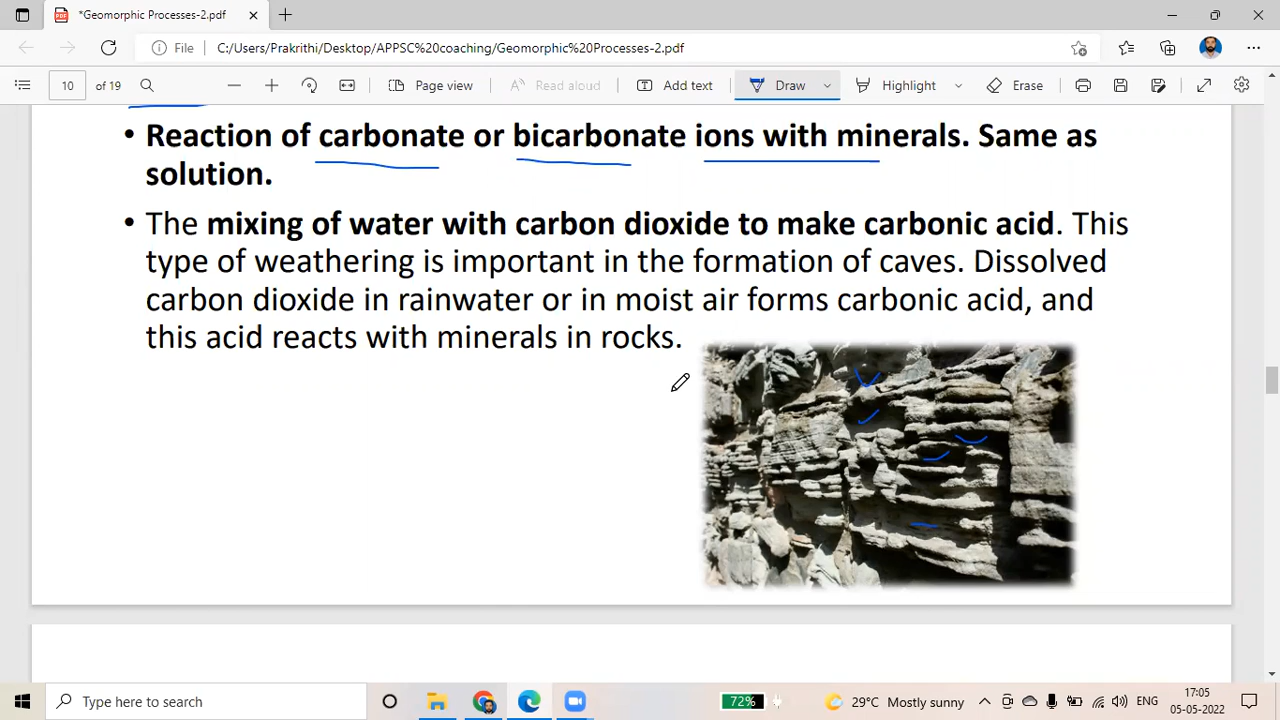 *Geomorphic Processes-2.pdf
File C:/Users/Prakrithi/Desktop/APPSC%20coaching/Geomorphic%20Processes-2.pdf
10 of 19 Page view Read aloud Add text Draw Highlight Erase
• Reaction of carbonate or bicarbonate ions with minerals. Same as
solution.
• The mixing of water with carbon dioxide to make carbonic acid. This
type of weathering is important in the formation of caves. Dissolved
carbon dioxide in rainwater or in moist air forms carbonic acid, and
this acid reacts with minerals in rocks.
Type here to search 72% 29°C Mostly sunny ENG 17:05
05-05-2022